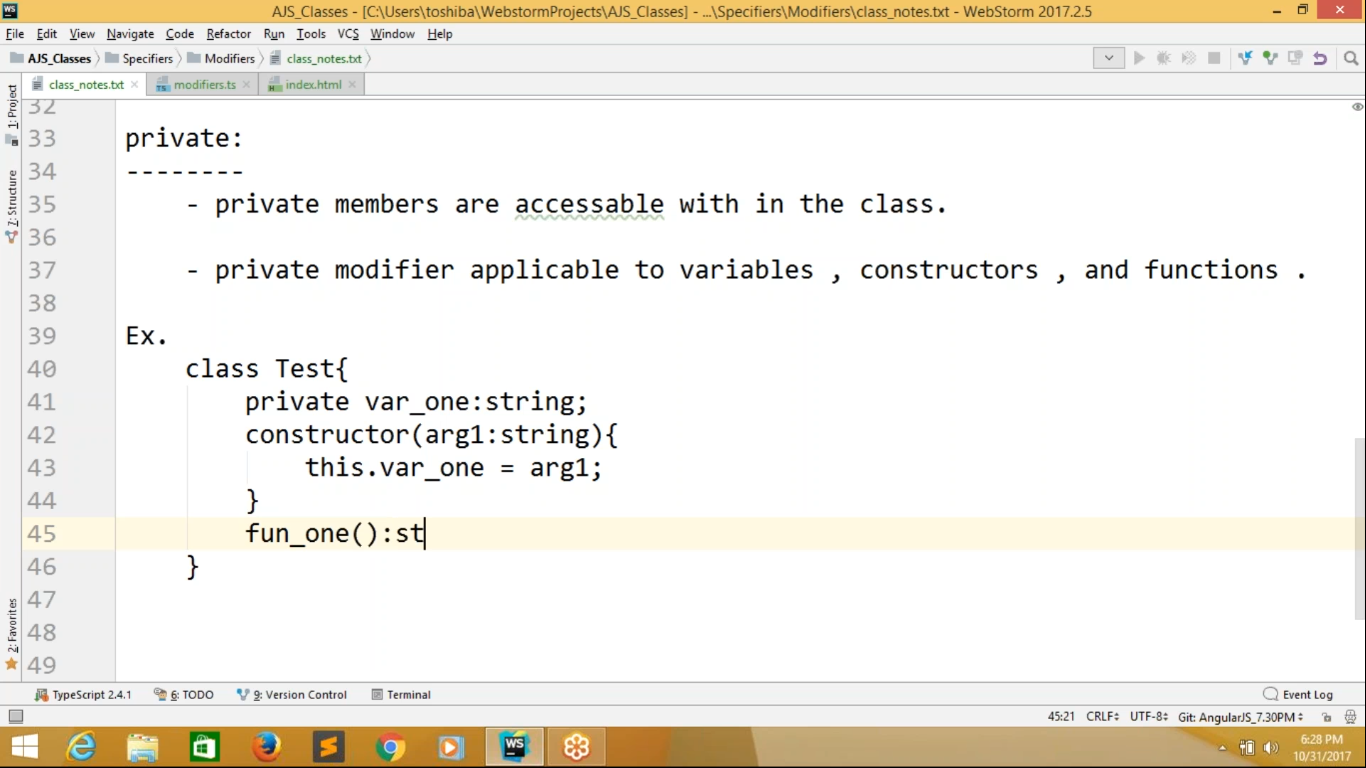 AJS_Classes - [C:\Users\toshiba\WebstormProjects\AJS_Classes] - ...\Specifiers\Modifiers\class_notes.txt - WebStorm 2017.2.5
File Edit View Navigate Code Refactor Run Tools VCS Window Help
AJS_Classes Specifiers Modifiers class_notes.txt
class_notes.txt modifiers.ts index.html
1: Project
7: Structure
2: Favorites
32
33 private:
34 --------
35 - private members are accessable with in the class.
36
37 - private modifier applicable to variables , constructors , and functions .
38
39 Ex.
40 class Test{
41 private var_one:string;
42 constructor(arg1:string){
43 this.var_one = arg1;
44 }
45 fun_one():st
46 }
47
48
49
TypeScript 2.4.1 6: TODO 9: Version Control Terminal Event Log
45:21 CRLF UTF-8 Git: AngularJS_7.30PM
6:28 PM
10/31/2017